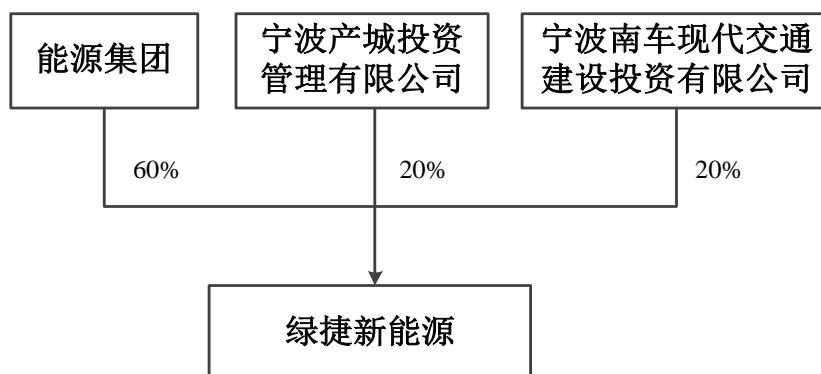 能源集团
宁波产城投资
管理有限公司
宁波南车现代交通
建设投资有限公司
60%
20%
20%
绿捷新能源